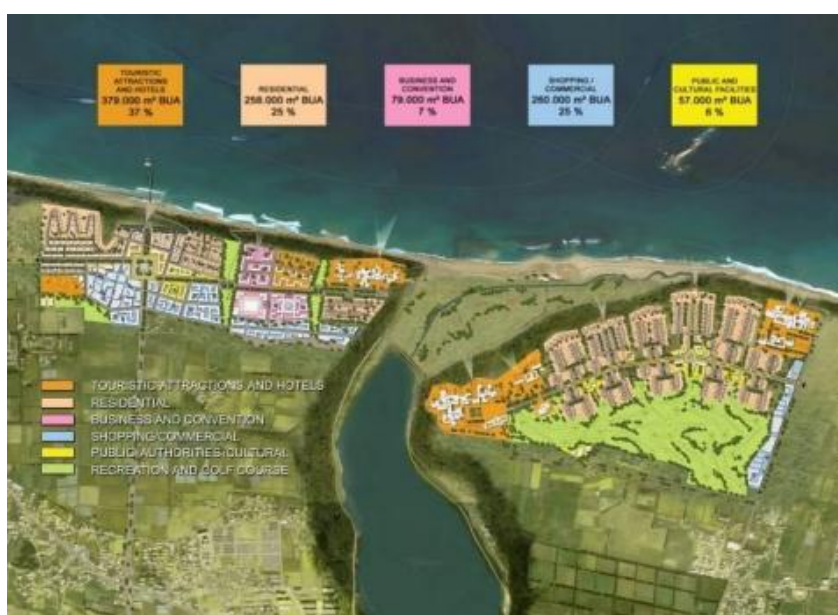 TOURISTIC
ATTRACTIONS
AND HOTELS
379.000 m² BUA
37 %
RESIDENTIAL
258.000 m² BUA
25 %
BUSINESS AND
CONVENTION
79.000 m² BUA
7 %
SHOPPING /
COMMERCIAL
260.000 m² BUA
25 %
PUBLIC AND
CULTURAL FACILITIES
57.000 m² BUA
6 %
TOURISTIC ATTRACTIONS AND HOTELS
RESIDENTIAL
BUSINESS AND CONVENTION
SHOPPING/COMMERCIAL
PUBLIC/AUTHORITIES/CULTURAL
RECREATION AND GOLF COURSE